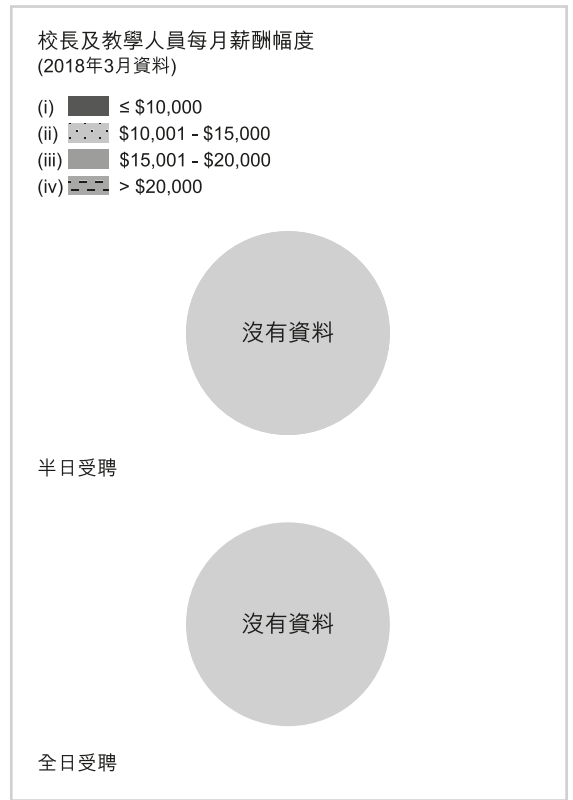 校長及教學人員每月薪酬幅度
(2018年3月資料)
(i) ≤ $10,000
(ii) $10,001 - $15,000
(iii) $15,001 - $20,000
(iv) > $20,000
沒有資料
半日受聘
沒有資料
全日受聘